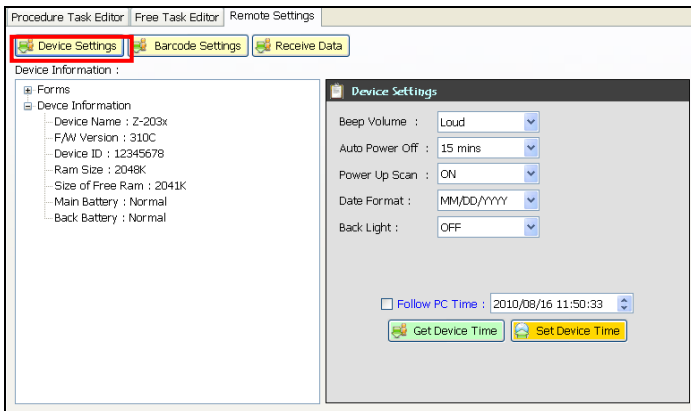 Procedure Task Editor Free Task Editor Remote Settings
Device Settings Barcode Settings Receive Data
Device Information :
Forms
Devce Information
Device Name : Z-203x
F/W Version : 310C
Device ID : 12345678
Ram Size : 2048K
Size of Free Ram : 2041K
Main Battery : Normal
Back Battery : Normal
Device Settings
Beep Volume : Loud
Auto Power Off : 15 mins
Power Up Scan : ON
Date Format : MM/DD/YYYY
Back Light : OFF
Follow PC Time : 2010/08/16 11:50:33
Get Device Time Set Device Time